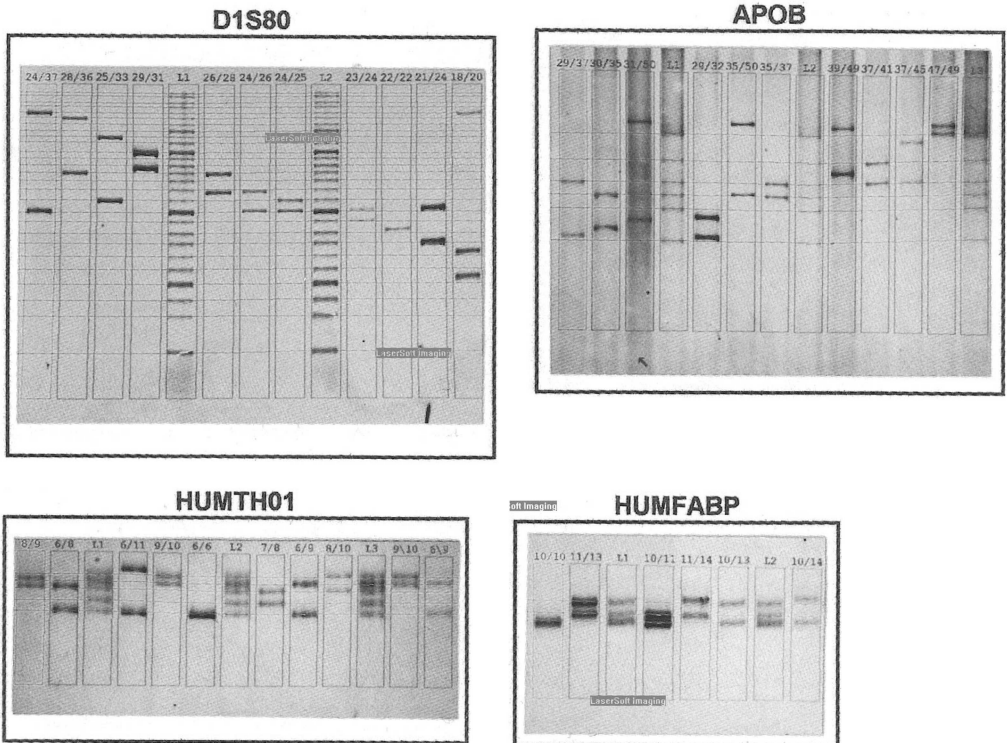 D1S80
24/37 28/36 25/33 29/31 L1 26/28 24/26 24/25 L2 23/24 22/22 21/24 18/20
LaserSoft Imaging
LaserSoft Imaging
APOB
29/37 30/35 31/50 L1 29/32 35/50 35/37 L2 39/49 37/41 37/45 47/49 L3
HUMTH01
8/9 6/8 L1 6/11 9/10 6/6 L2 7/8 6/9 8/10 L3 9\10 6\9
oft Imaging
HUMFABP
10/10 11/13 L1 10/11 11/14 10/13 L2 10/14
LaserSoft Imaging